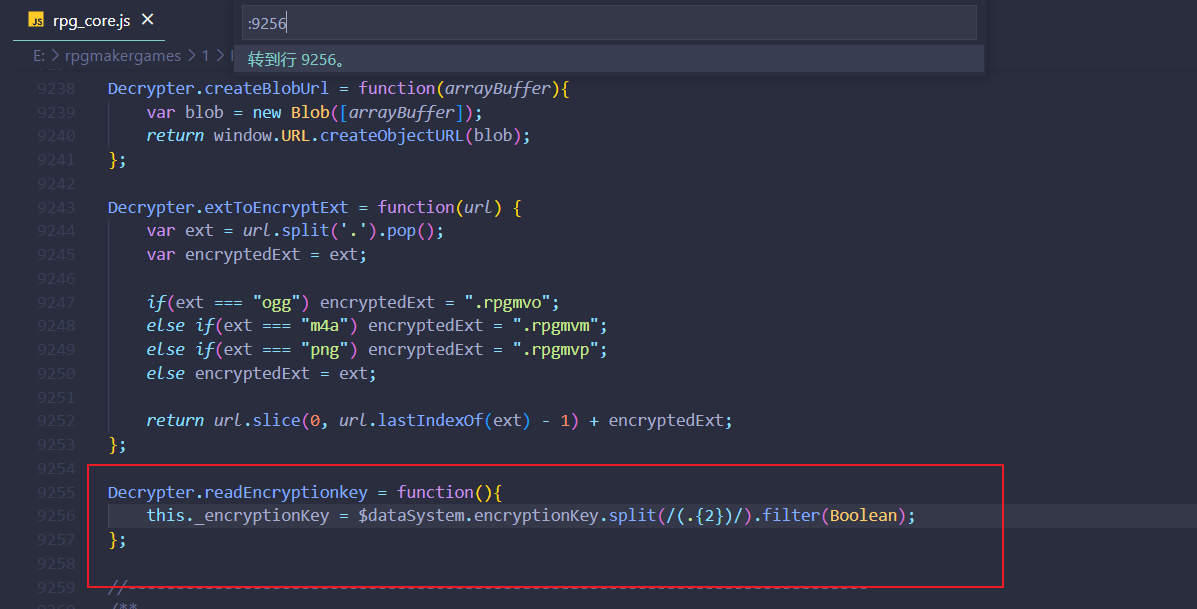 JS rpg_core.js ×
:9256
E: > rpgmakergames > 1 >
转到行 9256。
9238 Decrypter.createBlobUrl = function(arrayBuffer){
9239 var blob = new Blob([arrayBuffer]);
9240 return window.URL.createObjectURL(blob);
9241 };
9242
9243 Decrypter.extToEncryptExt = function(url) {
9244 var ext = url.split('.').pop();
9245 var encryptedExt = ext;
9246
9247 if(ext === "ogg") encryptedExt = ".rpgmvo";
9248 else if(ext === "m4a") encryptedExt = ".rpgmvm";
9249 else if(ext === "png") encryptedExt = ".rpgmvp";
9250 else encryptedExt = ext;
9251
9252 return url.slice(0, url.lastIndexOf(ext) - 1) + encryptedExt;
9253 };
9254
9255 Decrypter.readEncryptionkey = function(){
9256 this._encryptionKey = $dataSystem.encryptionKey.split(/(.{2})/).filter(Boolean);
9257 };
9258
9259 //-----------------------------------------------------------------------------
9260 /**